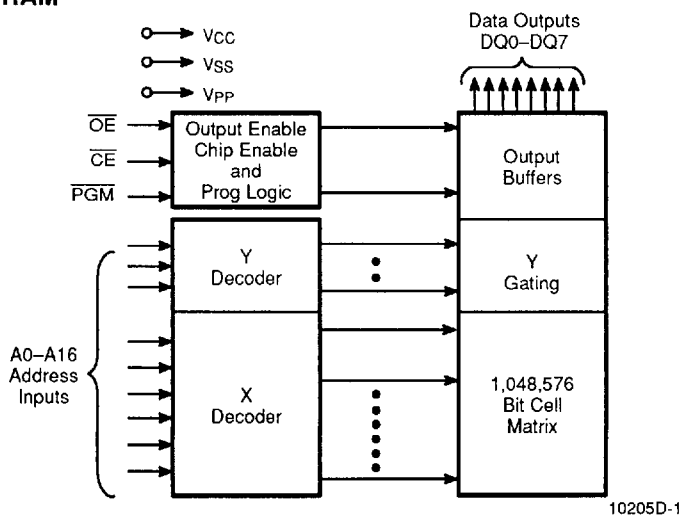 Data Outputs
DQ0–DQ7
VCC
VSS
VPP
OE
CE
PGM
Output Enable
Chip Enable
and
Prog Logic
Output
Buffers
Y
Decoder
Y
Gating
A0–A16
Address
Inputs
X
Decoder
1,048,576
Bit Cell
Matrix
10205D-1